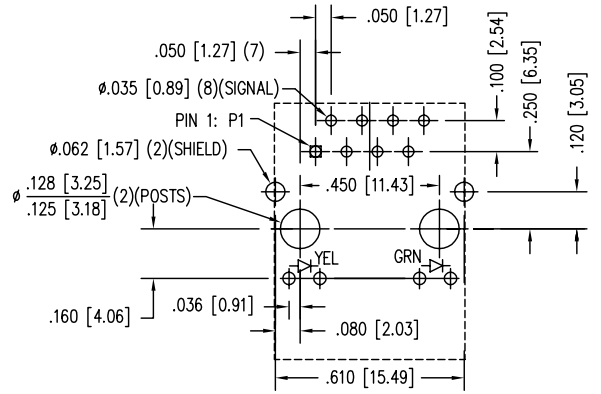 .050 [1.27]
.050 [1.27] (7)
ø.035 [0.89] (8)(SIGNAL)
PIN 1: P1
ø.062 [1.57] (2)(SHIELD)
ø .128 [3.25]
.125 [3.18] (2)(POSTS)
.100 [2.54]
.250 [6.35]
.120 [3.05]
.450 [11.43]
YEL
GRN
.036 [0.91]
.160 [4.06]
.080 [2.03]
.610 [15.49]